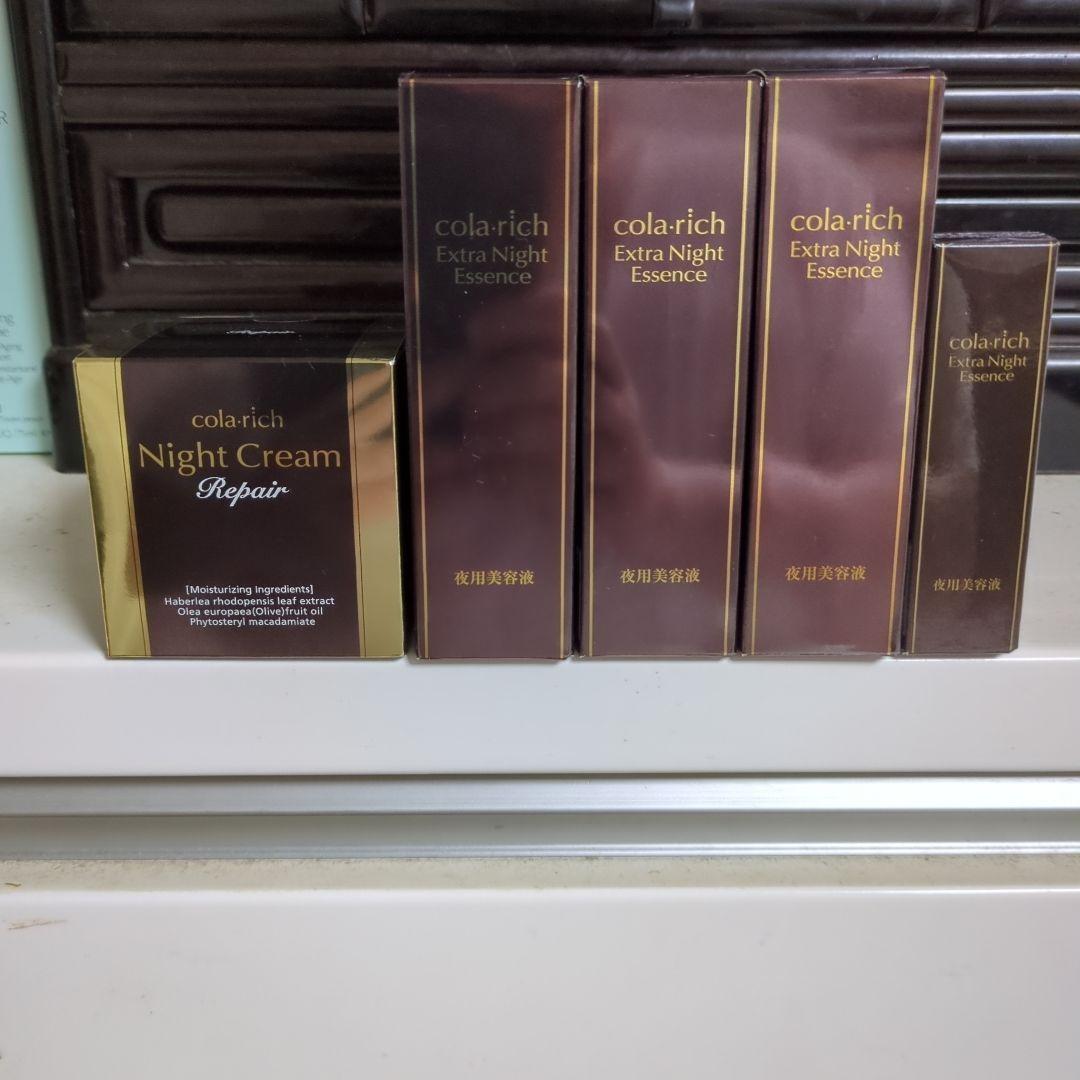 cola·rich
Night Cream
Repair
[Moisturizing Ingredients]
Haberlea rhodopensis leaf extract
Olea europaea(Olive)fruit oil
Phytosteryl macadamiate
cola·rich
Extra Night
Essence
夜用美容液
cola·rich
Extra Night
Essence
夜用美容液
cola·rich
Extra Night
Essence
夜用美容液
cola·rich
Extra Night
Essence
夜用美容液